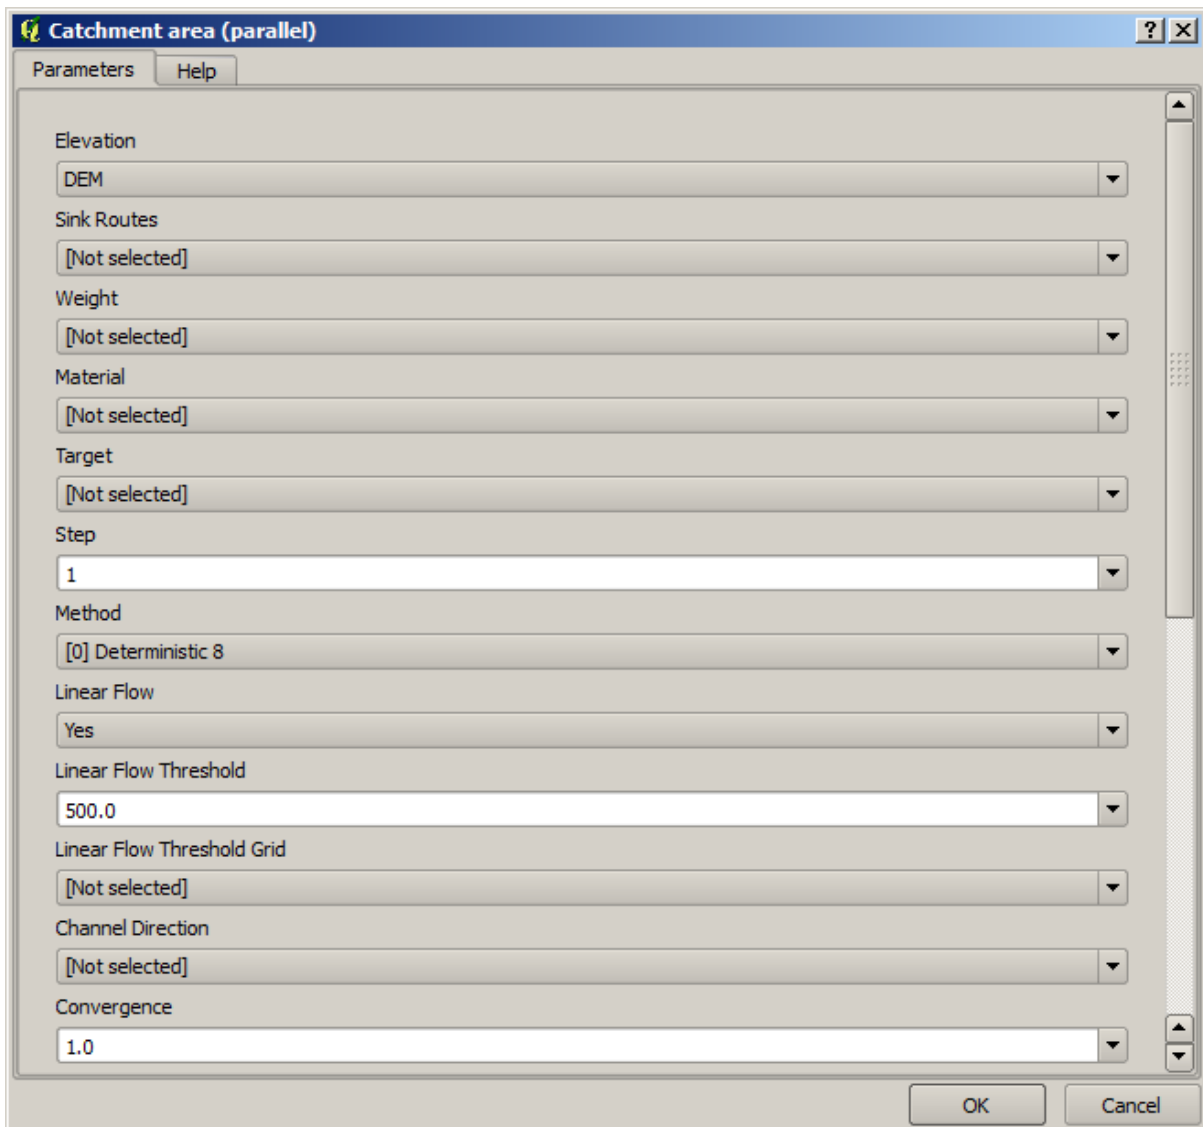 Catchment area (parallel)
Parameters Help
Elevation
DEM
Sink Routes
[Not selected]
Weight
[Not selected]
Material
[Not selected]
Target
[Not selected]
Step
1
Method
[0] Deterministic 8
Linear Flow
Yes
Linear Flow Threshold
500.0
Linear Flow Threshold Grid
[Not selected]
Channel Direction
[Not selected]
Convergence
1.0
OK Cancel